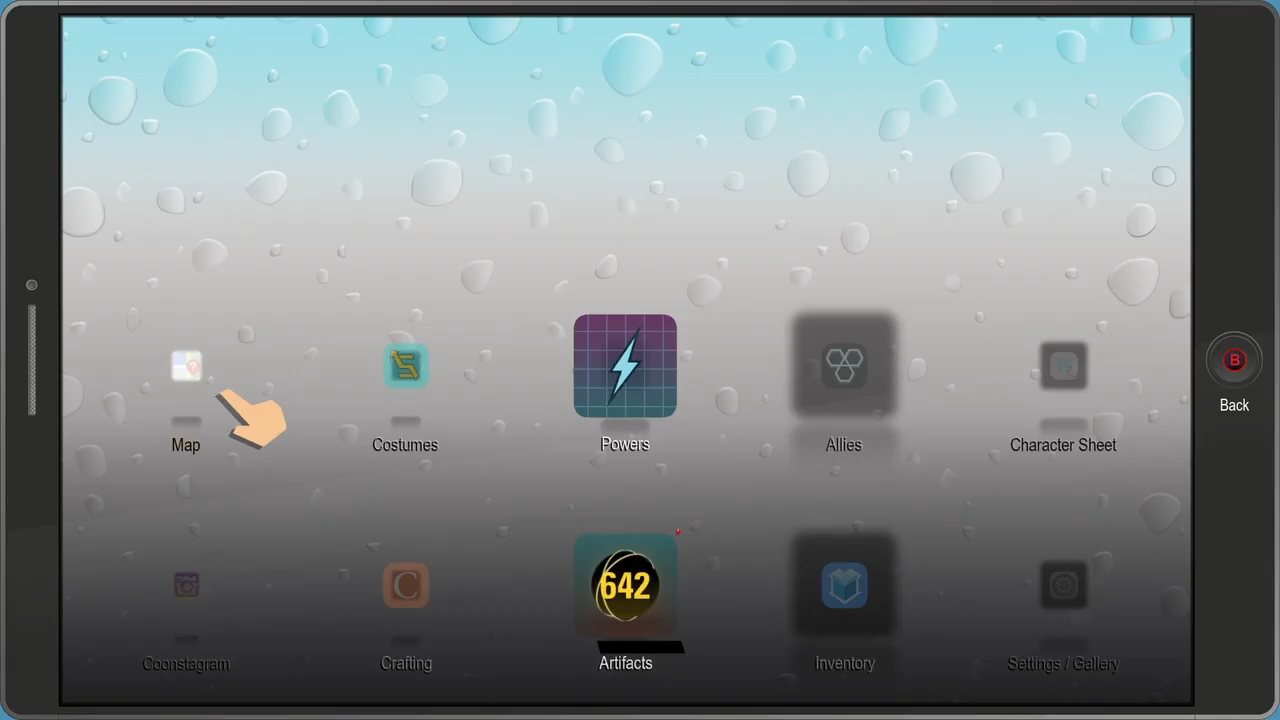 B
Back
Map
Costumes
Powers
Allies
Character Sheet
642
C
Coonstagram
Crafting
Artifacts
Inventory
Settings / Gallery